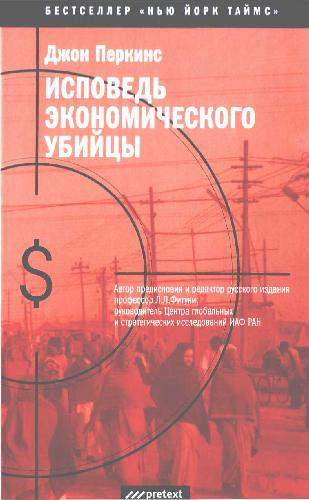 БЕСТСЕЛЛЕР «НЬЮ ЙОРК ТАЙМС»
Джон Перкинс
ИСПОВЕДЬ
ЭКОНОМИЧЕСКОГО
УБИЙЦЫ
$
Автор предисловия и редактор русского издания
профессор Л.Л.Фитуни,
руководитель Центра глобальных
и стратегических исследований ИАФ РАН
///pretext